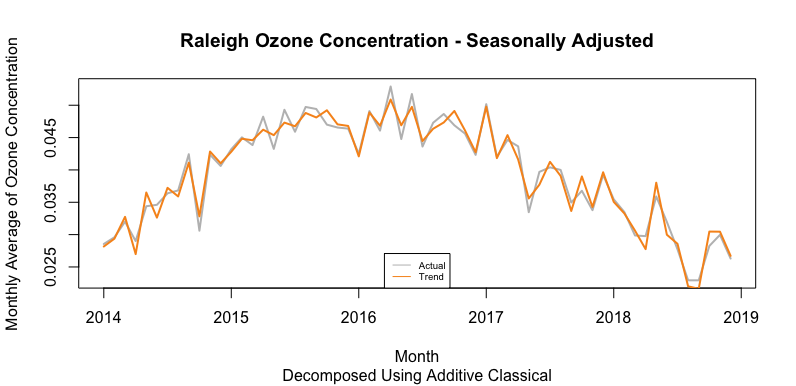 Raleigh Ozone Concentration - Seasonally Adjusted
Monthly Average of Ozone Concentration
0.045
0.035
0.025
Actual
Trend
2014 2015 2016 2017 2018 2019
Month
Decomposed Using Additive Classical